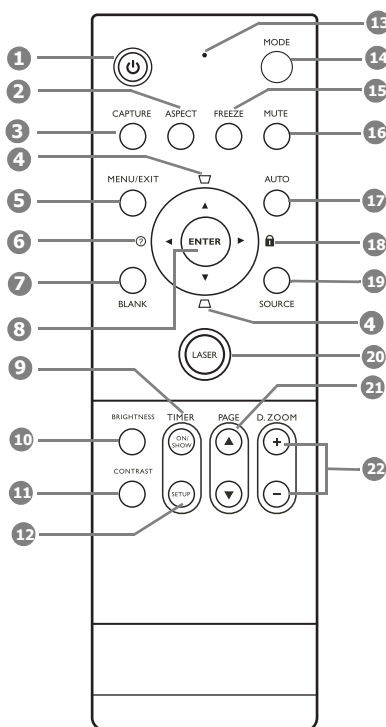 13
MODE
1
14
2
15
CAPTURE ASPECT FREEZE MUTE
3
16
4
MENU/EXIT AUTO
5
17
6 ? ENTER 18
7
19
BLANK SOURCE
8
4
LASER
20
9
21
BRIGHTNESS TIMER PAGE D. ZOOM
10
ON/
SHOW
+
CONTRAST
22
11
SETUP
−
12